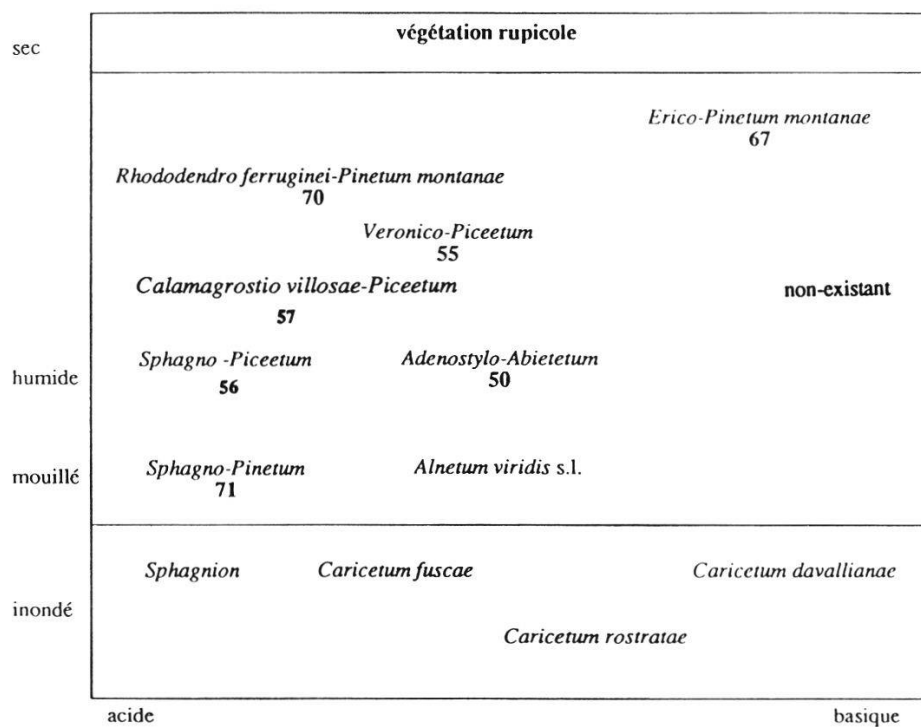 végétation rupicole
sec
Erico-Pinetum montanae
67
Rhododendro ferruginei-Pinetum montanae
70
Veronico-Piceetum
55
Calamagrostio villosae-Piceetum
57
non-existant
Sphagno -Piceetum
56
Adenostylo-Abietetum
50
humide
Sphagno-Pinetum
71
Alnetum viridis s.l.
mouillé
Sphagnion
Caricetum fuscae
Caricetum davallianae
inondé
Caricetum rostratae
acide
basique